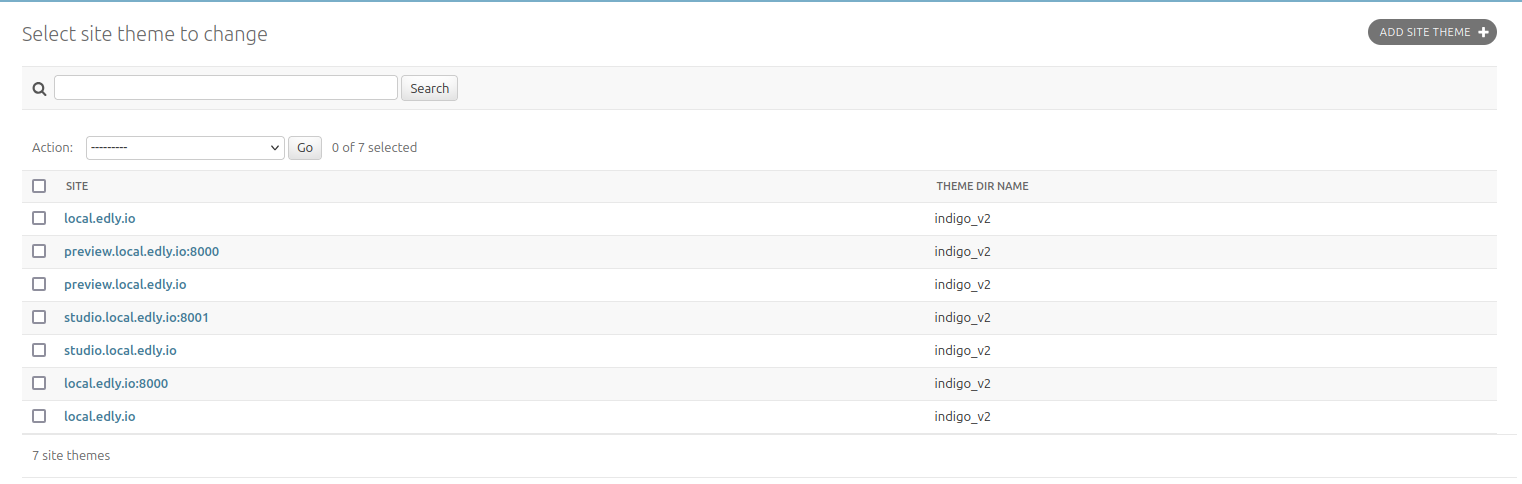 Select site theme to change
ADD SITE THEME
Search
Action: --------- Go 0 of 7 selected
SITE THEME DIR NAME
local.edly.io indigo_v2
preview.local.edly.io:8000 indigo_v2
preview.local.edly.io indigo_v2
studio.local.edly.io:8001 indigo_v2
studio.local.edly.io indigo_v2
local.edly.io:8000 indigo_v2
local.edly.io indigo_v2
7 site themes